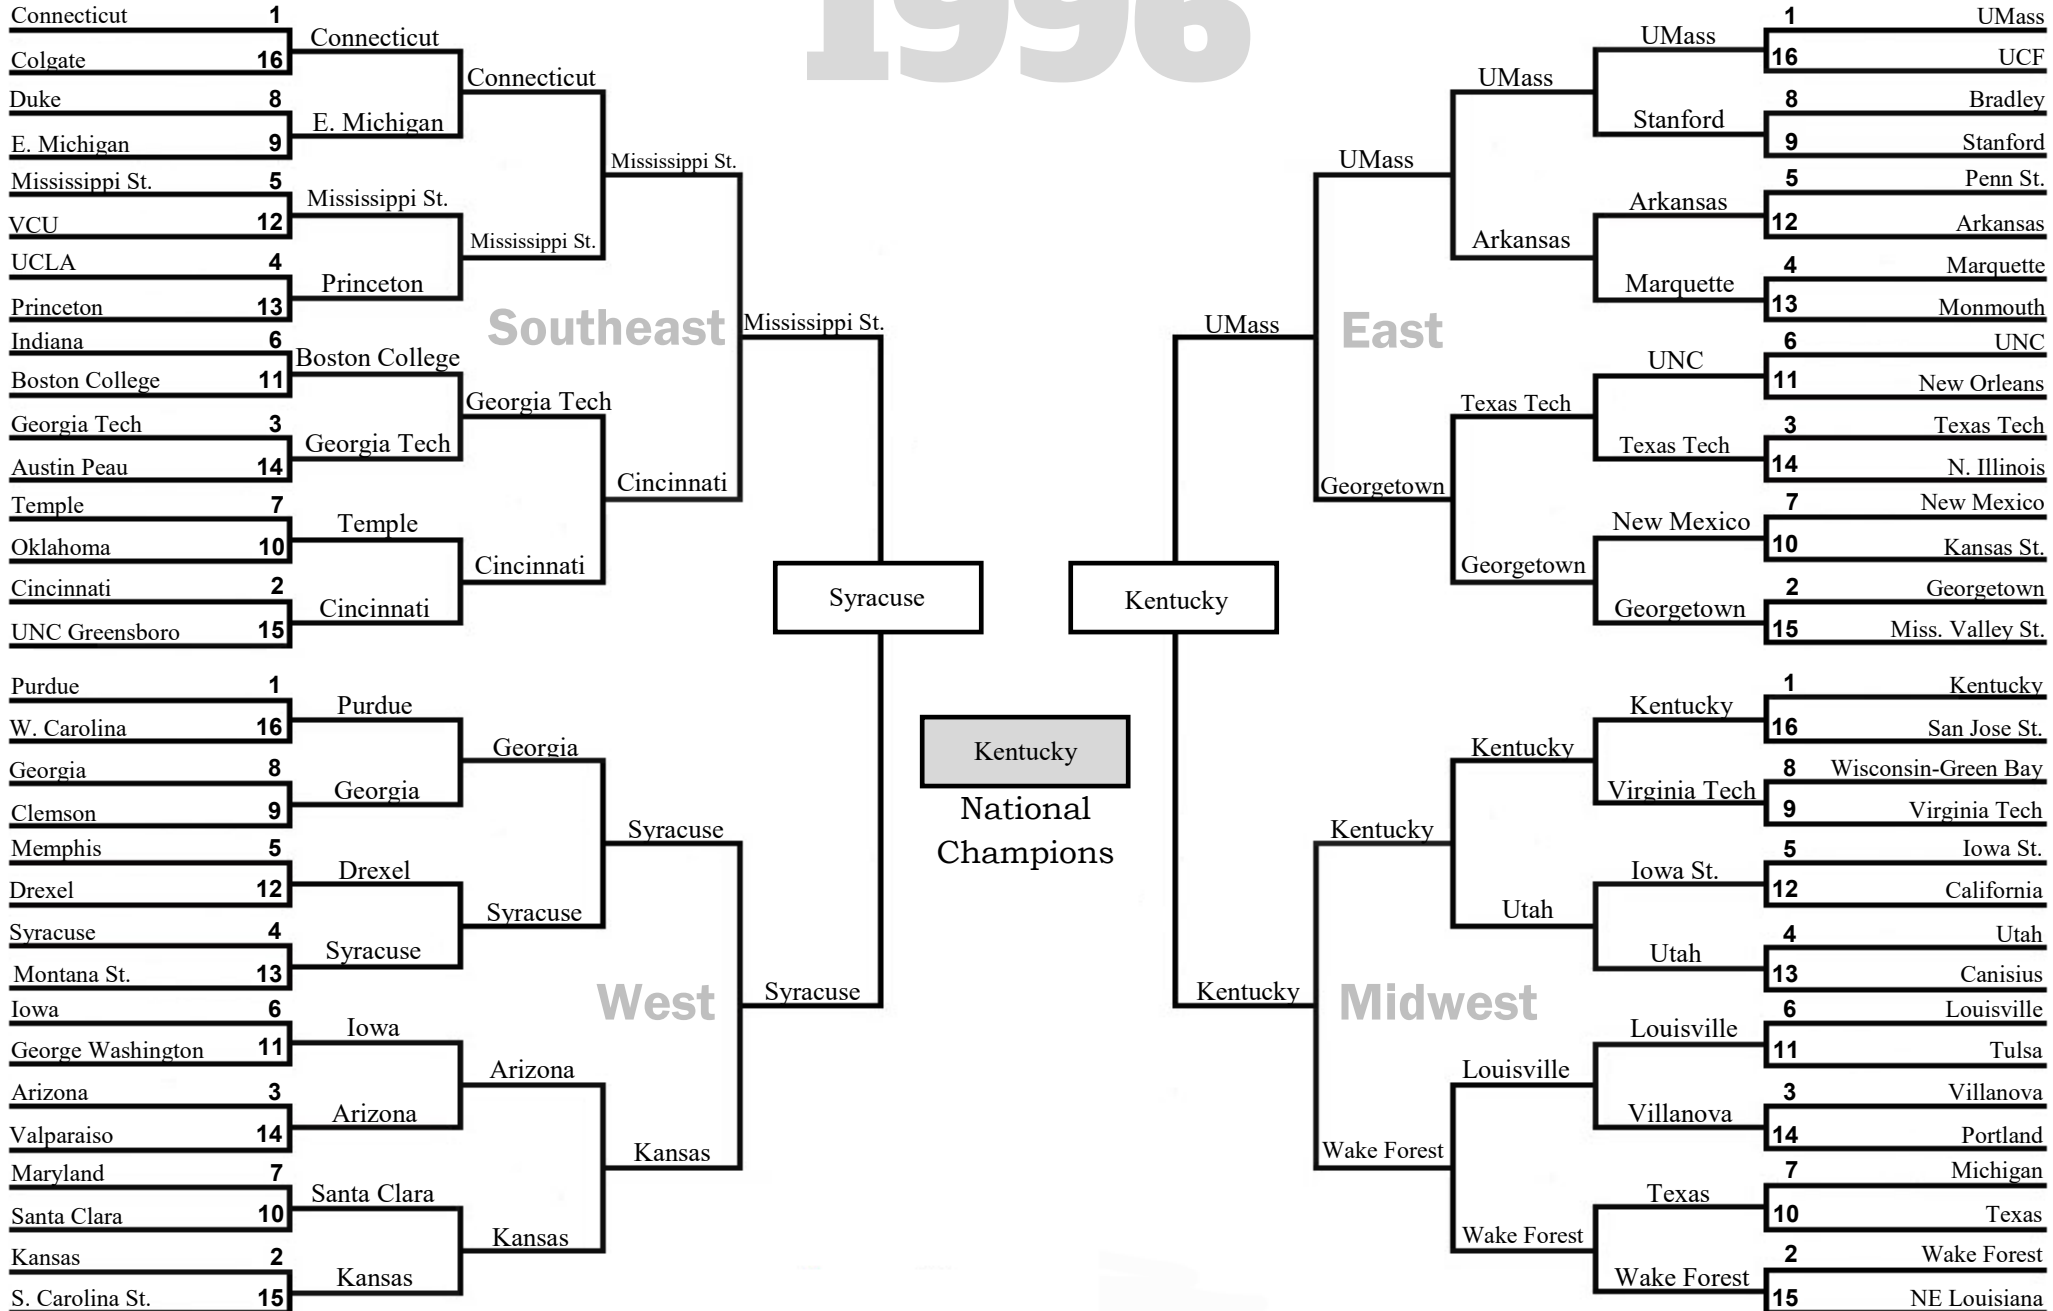 1996
Connecticut 1
Colgate 16
Duke 8
E. Michigan 9
Mississippi St. 5
VCU 12
UCLA 4
Princeton 13
Indiana 6
Boston College 11
Georgia Tech 3
Austin Peau 14
Temple 7
Oklahoma 10
Cincinnati 2
UNC Greensboro 15
Connecticut
E. Michigan
Mississippi St.
Princeton
Boston College
Georgia Tech
Temple
Cincinnati
Connecticut
Mississippi St.
Georgia Tech
Cincinnati
Mississippi St.
Cincinnati
Southeast
Mississippi St.
Purdue 1
W. Carolina 16
Georgia 8
Clemson 9
Memphis 5
Drexel 12
Syracuse 4
Montana St. 13
Iowa 6
George Washington 11
Arizona 3
Valparaiso 14
Maryland 7
Santa Clara 10
Kansas 2
S. Carolina St. 15
Purdue
Georgia
Drexel
Syracuse
Iowa
Arizona
Santa Clara
Kansas
Georgia
Syracuse
Arizona
Kansas
Syracuse
Kansas
West
Syracuse
Syracuse
Kentucky
Kentucky
National
Champions
1 UMass
16 UCF
8 Bradley
9 Stanford
5 Penn St.
12 Arkansas
4 Marquette
13 Monmouth
6 UNC
11 New Orleans
3 Texas Tech
14 N. Illinois
7 New Mexico
10 Kansas St.
2 Georgetown
15 Miss. Valley St.
UMass
Stanford
Arkansas
Marquette
UNC
Texas Tech
New Mexico
Georgetown
UMass
Arkansas
Texas Tech
Georgetown
UMass
Georgetown
East
UMass
1 Kentucky
16 San Jose St.
8 Wisconsin-Green Bay
9 Virginia Tech
5 Iowa St.
12 California
4 Utah
13 Canisius
6 Louisville
11 Tulsa
3 Villanova
14 Portland
7 Michigan
10 Texas
2 Wake Forest
15 NE Louisiana
Kentucky
Virginia Tech
Iowa St.
Utah
Louisville
Villanova
Texas
Wake Forest
Kentucky
Utah
Louisville
Wake Forest
Kentucky
Wake Forest
Midwest
Kentucky